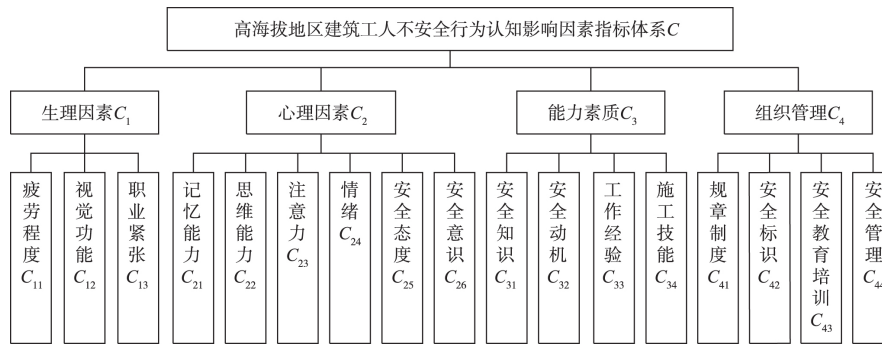 高海拔地区建筑工人不安全行为认知影响因素指标体系C
生理因素C1
心理因素C2
能力素质C3
组织管理C4
疲劳程度C11
视觉功能C12
职业紧张C13
记忆能力C21
思维能力C22
注意力C23
情绪C24
安全态度C25
安全意识C26
安全知识C31
安全动机C32
工作经验C33
施工技能C34
规章制度C41
安全标识C42
安全教育培训C43
安全管理C44